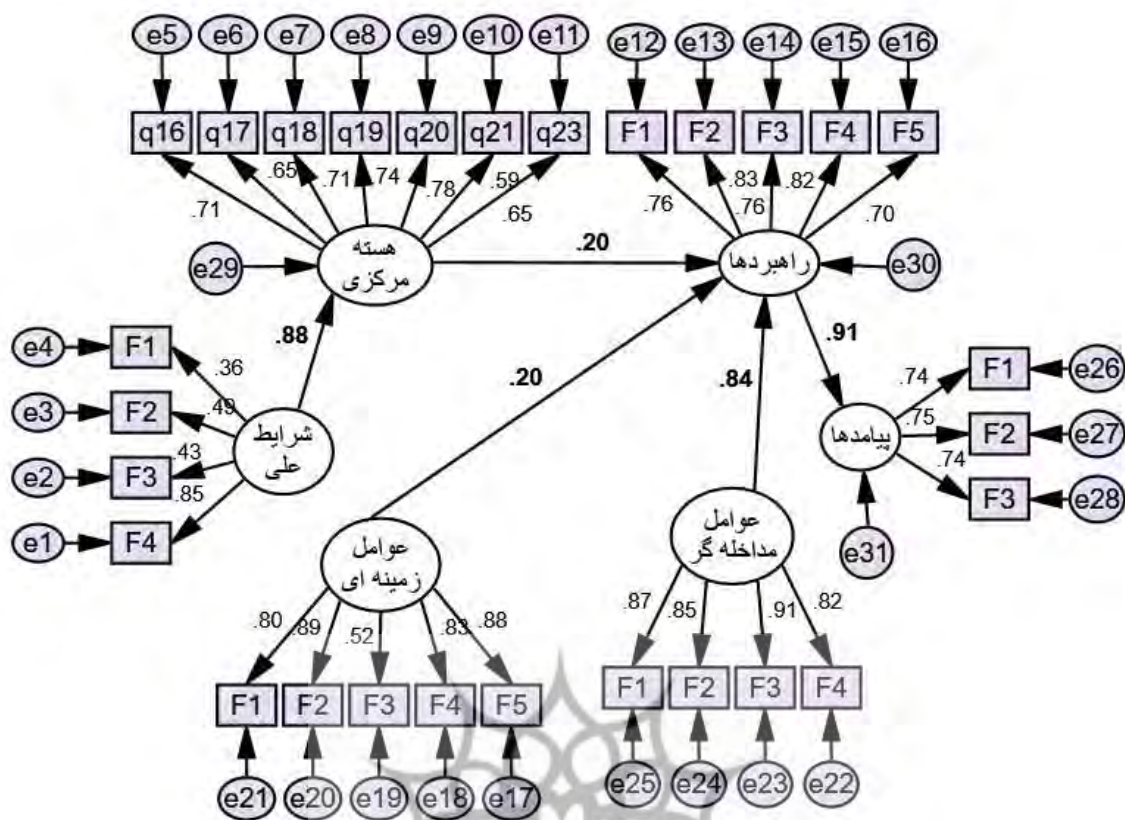 e5 e6 e7 e8 e9 e10 e11 e12 e13 e14 e15 e16
q16 q17 q18 q19 q20 q21 q23 F1 F2 F3 F4 F5
.71 .65 .71 .74 .78 .59 .65 .76 .83 .76 .82 .70
هسته
مرکزی
e29
.20
راهبردها
e30
.88
.20
.84
.91
e4 F1 .36
e3 F2 .49
e2 F3 .43
e1 F4 .85
شرایط
علی
پیامدها
.74 F1 e26
.75 F2 e27
.74 F3 e28
e31
عوامل
زمینه ای
عوامل
مداخله گر
.80 .89 .52 .83 .88
.87 .85 .91 .82
F1 F2 F3 F4 F5
F1 F2 F3 F4
e21 e20 e19 e18 e17
e25 e24 e23 e22